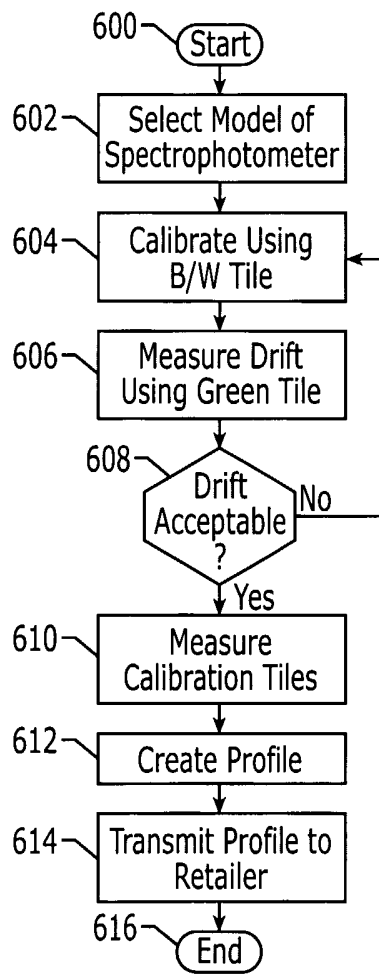 600
Start
602
Select Model of
Spectrophotometer
604
Calibrate Using
B/W Tile
606
Measure Drift
Using Green Tile
608
Drift
Acceptable
?
No
Yes
610
Measure
Calibration Tiles
612
Create Profile
614
Transmit Profile to
Retailer
616
End